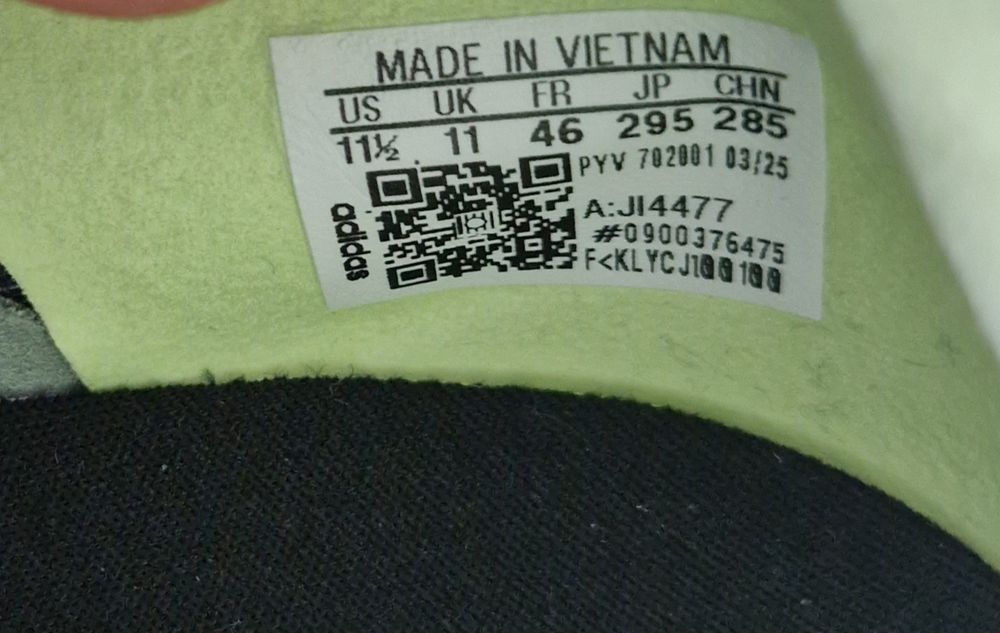 MADE IN VIETNAM
US UK FR JP CHN
11½ 11 46 295 285
PYV 702001 03/25
A:JI4477
#0900376475
adidas